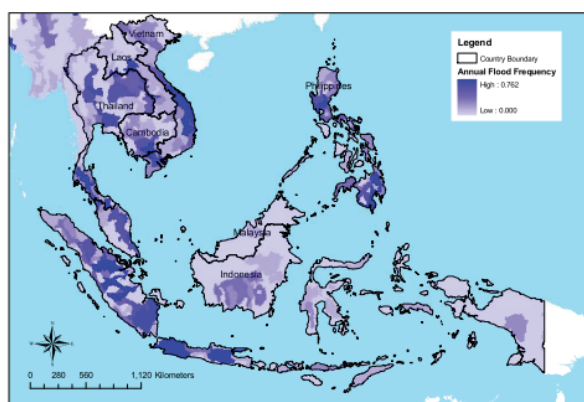 Vietnam
Laos
Thailand
Cambodia
Philippines
Malaysia
Indonesia
Legend
Country Boundary
Annual Flood Frequency
High : 0.762
Low : 0.000
0 280 560 1,120 Kilometers